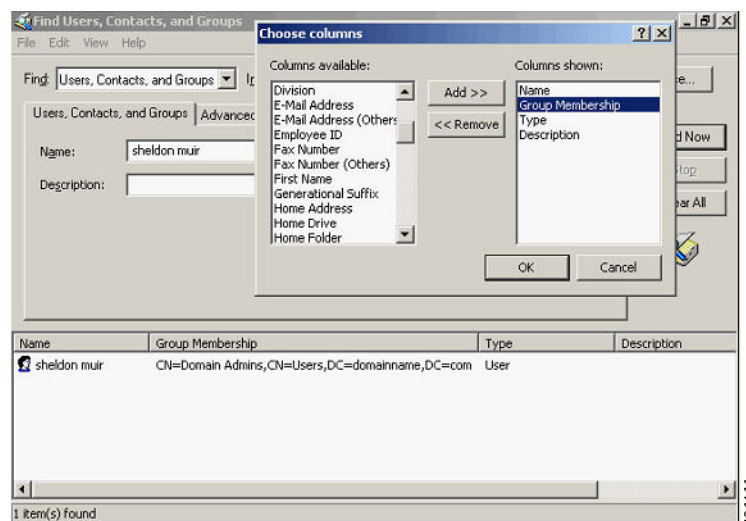 Find Users, Contacts, and Groups
File Edit View Help
Find: Users, Contacts, and Groups
Users, Contacts, and Groups Advanced
Name: sheldon muir
Description:
Choose columns
Columns available:
Division
E-Mail Address
E-Mail Address (Others
Employee ID
Fax Number
Fax Number (Others)
First Name
Generational Suffix
Home Address
Home Drive
Home Folder
Add >>
<< Remove
Columns shown:
Name
Group Membership
Type
Description
OK Cancel
e...
d Now
top
ear All
Name Group Membership Type Description
sheldon muir CN=Domain Admins,CN=Users,DC=domainname,DC=com User
1 item(s) found